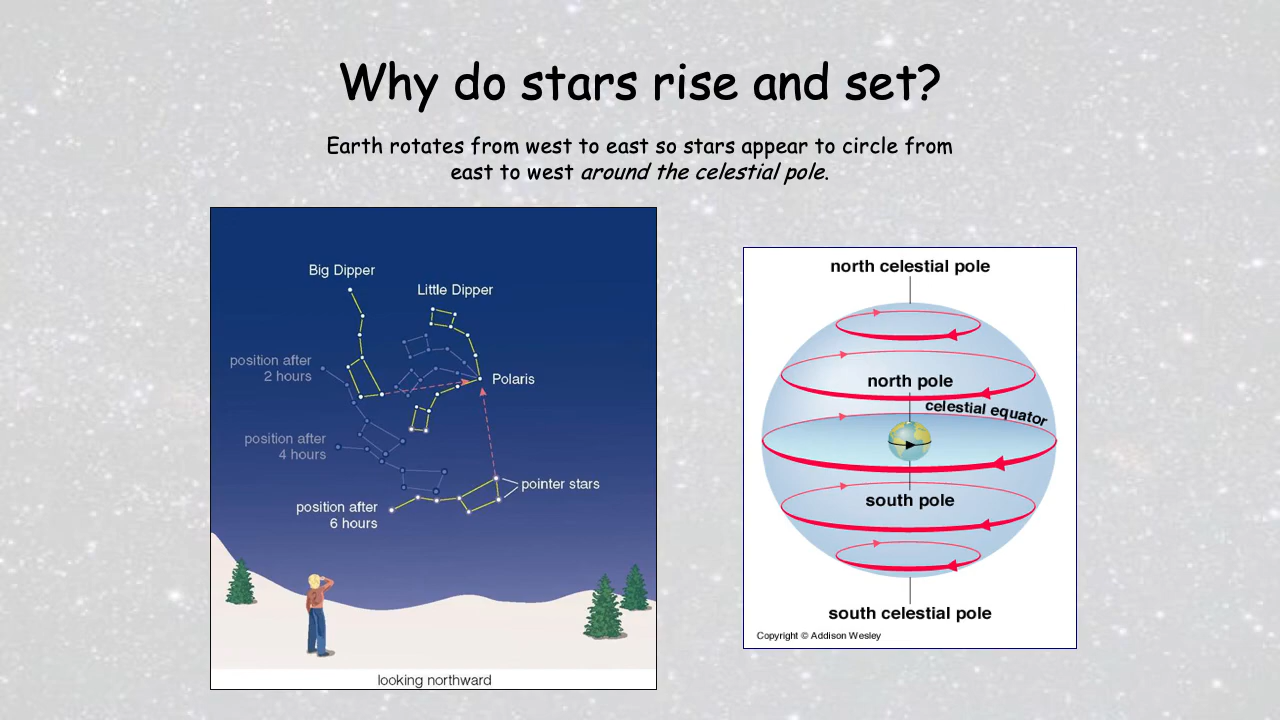 Why do stars rise and set?
Earth rotates from west to east so stars appear to circle from
east to west around the celestial pole.
Big Dipper
Little Dipper
position after
2 hours
Polaris
position after
4 hours
pointer stars
position after
6 hours
looking northward
north celestial pole
north pole
celestial equator
south pole
south celestial pole
Copyright © Addison Wesley